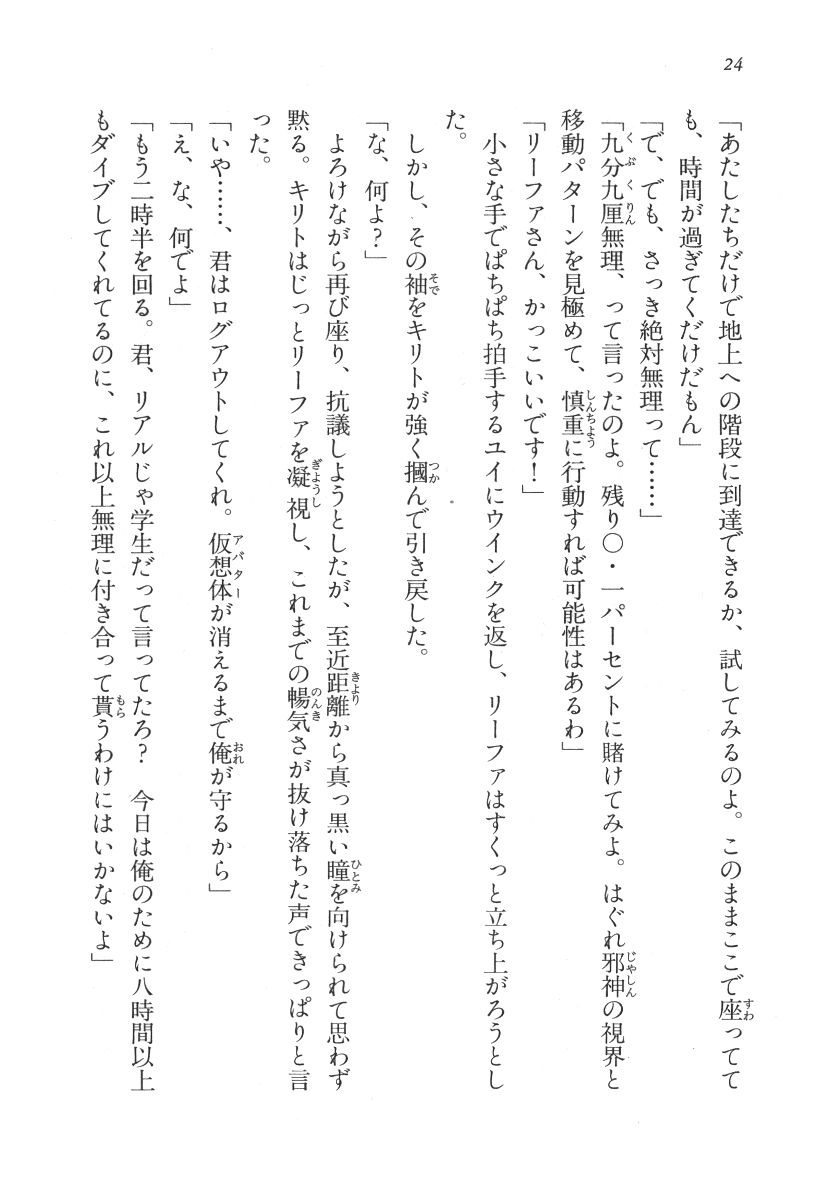 24
「あたしたちだけで地上への階段に到達できるか、試してみるのよ。このままここで座ってて
も、時間が過ぎてくだけだもん」
「で、でも、さっき絶対無理って……」
「九分九厘無理、って言ったのよ。残り〇・一パーセントに賭けてみよ。はぐれ邪神の視界と
移動パターンを見極めて、慎重に行動すれば可能性はあるわ」
「リーファさん、かっこいいです！」
　小さな手でぱちぱち拍手するユイにウインクを返し、リーファはすくっと立ち上がろうとし
た。
　しかし、その袖をキリトが強く摑んで引き戻した。
「な、何よ？」
　よろけながら再び座り、抗議しようとしたが、至近距離から真っ黒い瞳を向けられて思わず
黙る。キリトはじっとリーファを凝視し、これまでの暢気さが抜け落ちた声できっぱりと言
った。
「いや……、君はログアウトしてくれ。仮想体が消えるまで俺が守るから」
「え、な、何でよ」
「もう二時半を回る。君、リアルじゃ学生だって言ってたろ？　今日は俺のために八時間以上
もダイブしてくれてるのに、これ以上無理に付き合って貰うわけにはいかないよ」